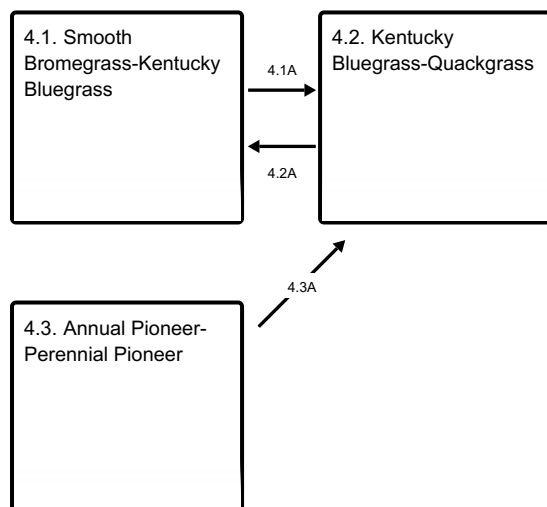 4.1. Smooth
Bromegrass-Kentucky
Bluegrass
4.1A
4.2. Kentucky
Bluegrass-Quackgrass
4.2A
4.3A
4.3. Annual Pioneer-
Perennial Pioneer